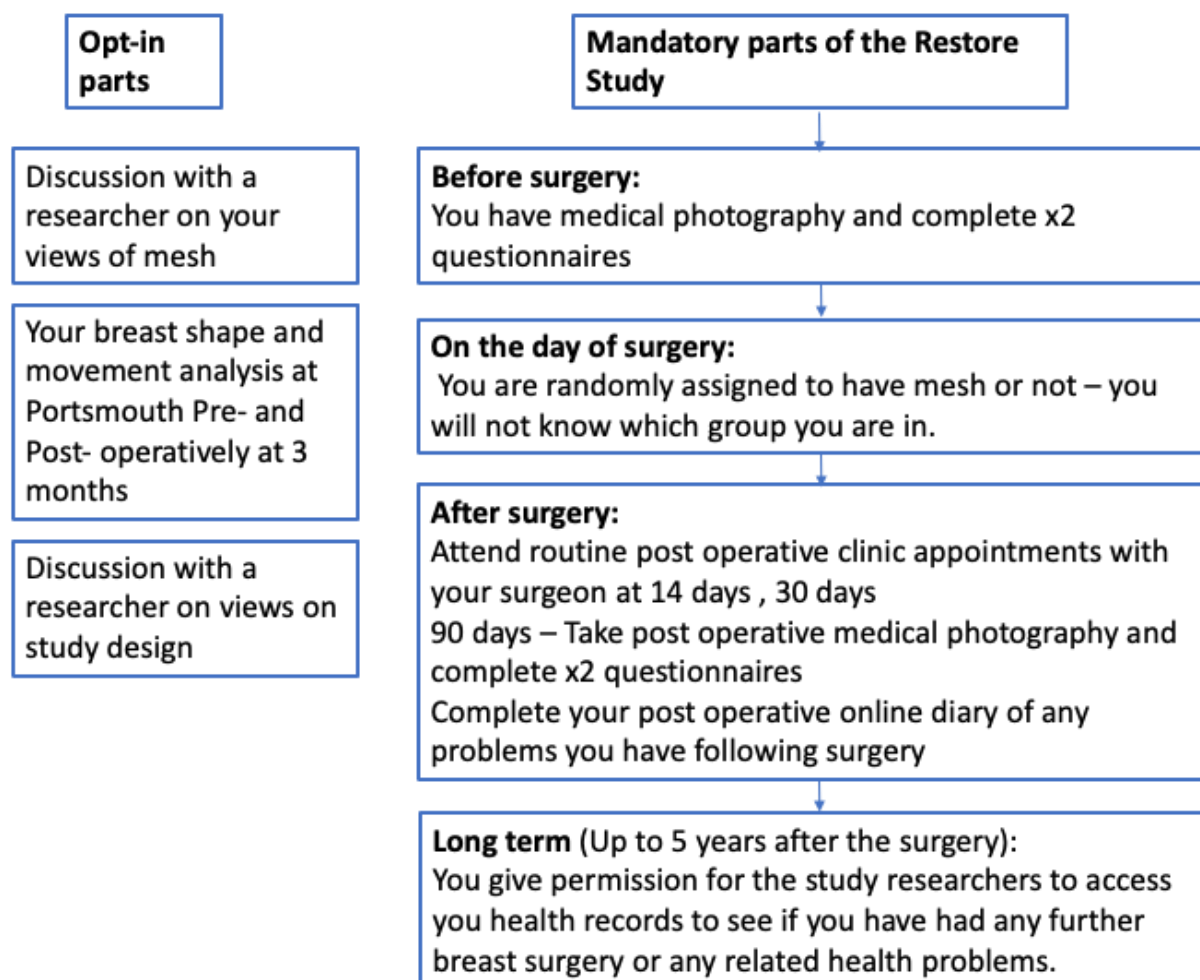 Opt-in
parts
Discussion with a
researcher on your
views of mesh
Your breast shape and
movement analysis at
Portsmouth Pre- and
Post- operatively at 3
months
Discussion with a
researcher on views on
study design
Mandatory parts of the Restore
Study
Before surgery:
You have medical photography and complete x2
questionnaires
On the day of surgery:
You are randomly assigned to have mesh or not – you
will not know which group you are in.
After surgery:
Attend routine post operative clinic appointments with
your surgeon at 14 days , 30 days
90 days – Take post operative medical photography and
complete x2 questionnaires
Complete your post operative online diary of any
problems you have following surgery
Long term (Up to 5 years after the surgery):
You give permission for the study researchers to access
you health records to see if you have had any further
breast surgery or any related health problems.